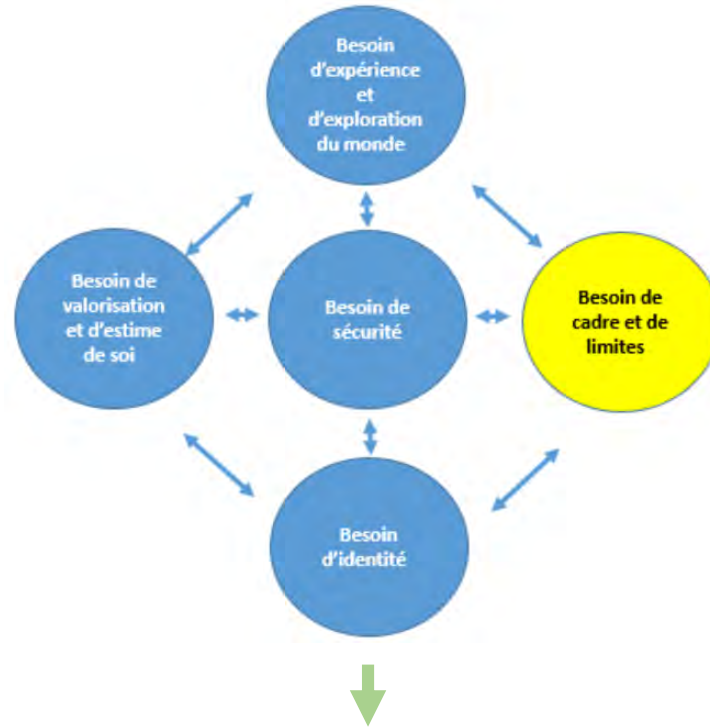 Besoin
d'expérience
et
d'exploration
du monde
Besoin de
valorisation
et d'estime
de soi
Besoin de
sécurité
Besoin de
cadre et de
limites
Besoin
d'identité